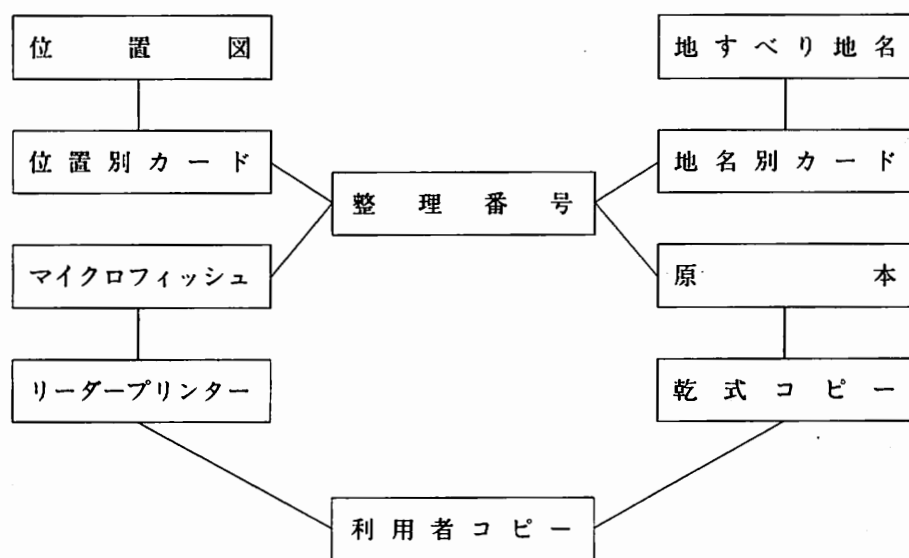 位置図
地すべり地名
位置別カード
地名別カード
整理番号
マイクロフィッシュ
原本
リーダープリンター
乾式コピー
利用者コピー